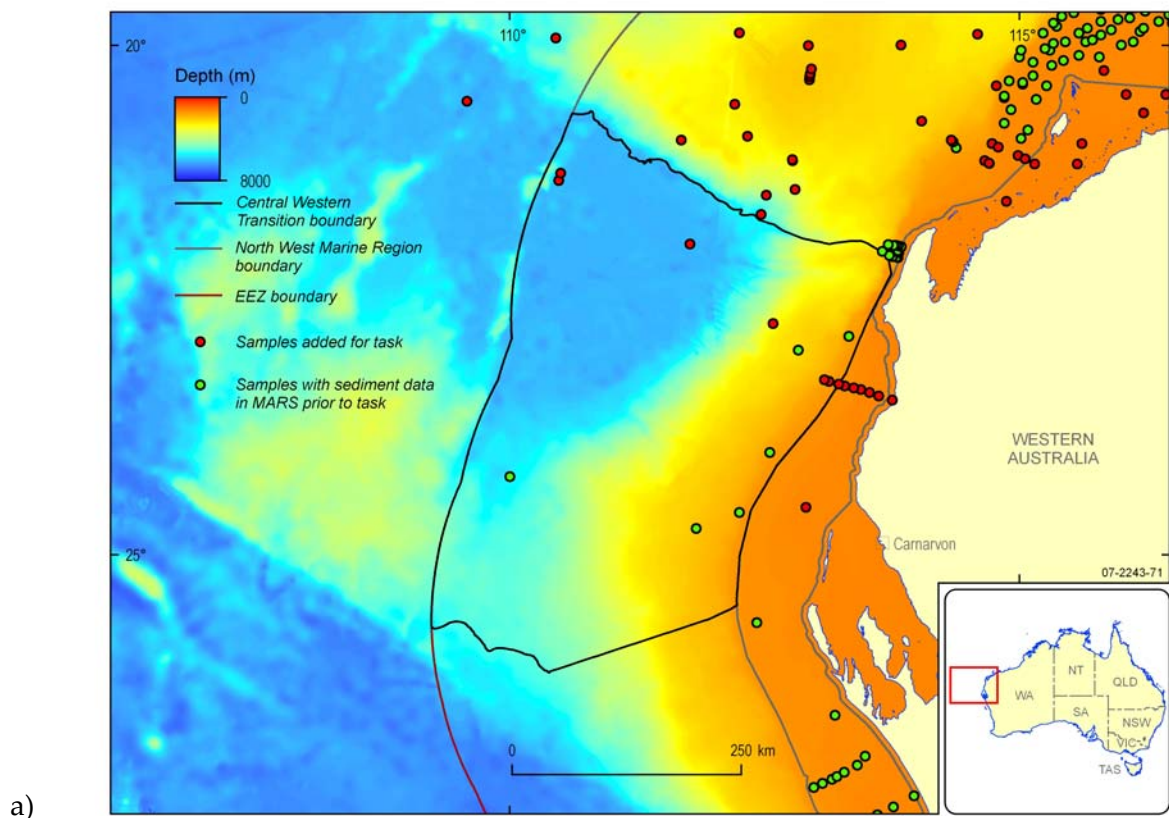 110°
115°
20°
Depth (m)
0
8000
Central Western
Transition boundary
North West Marine Region
boundary
EEZ boundary
Samples added for task
Samples with sediment data
in MARS prior to task
WESTERN
AUSTRALIA
25°
Carnarvon
07-2243-71
0
250 km
NT
QLD
WA
SA
NSW
VIC
TAS
a)